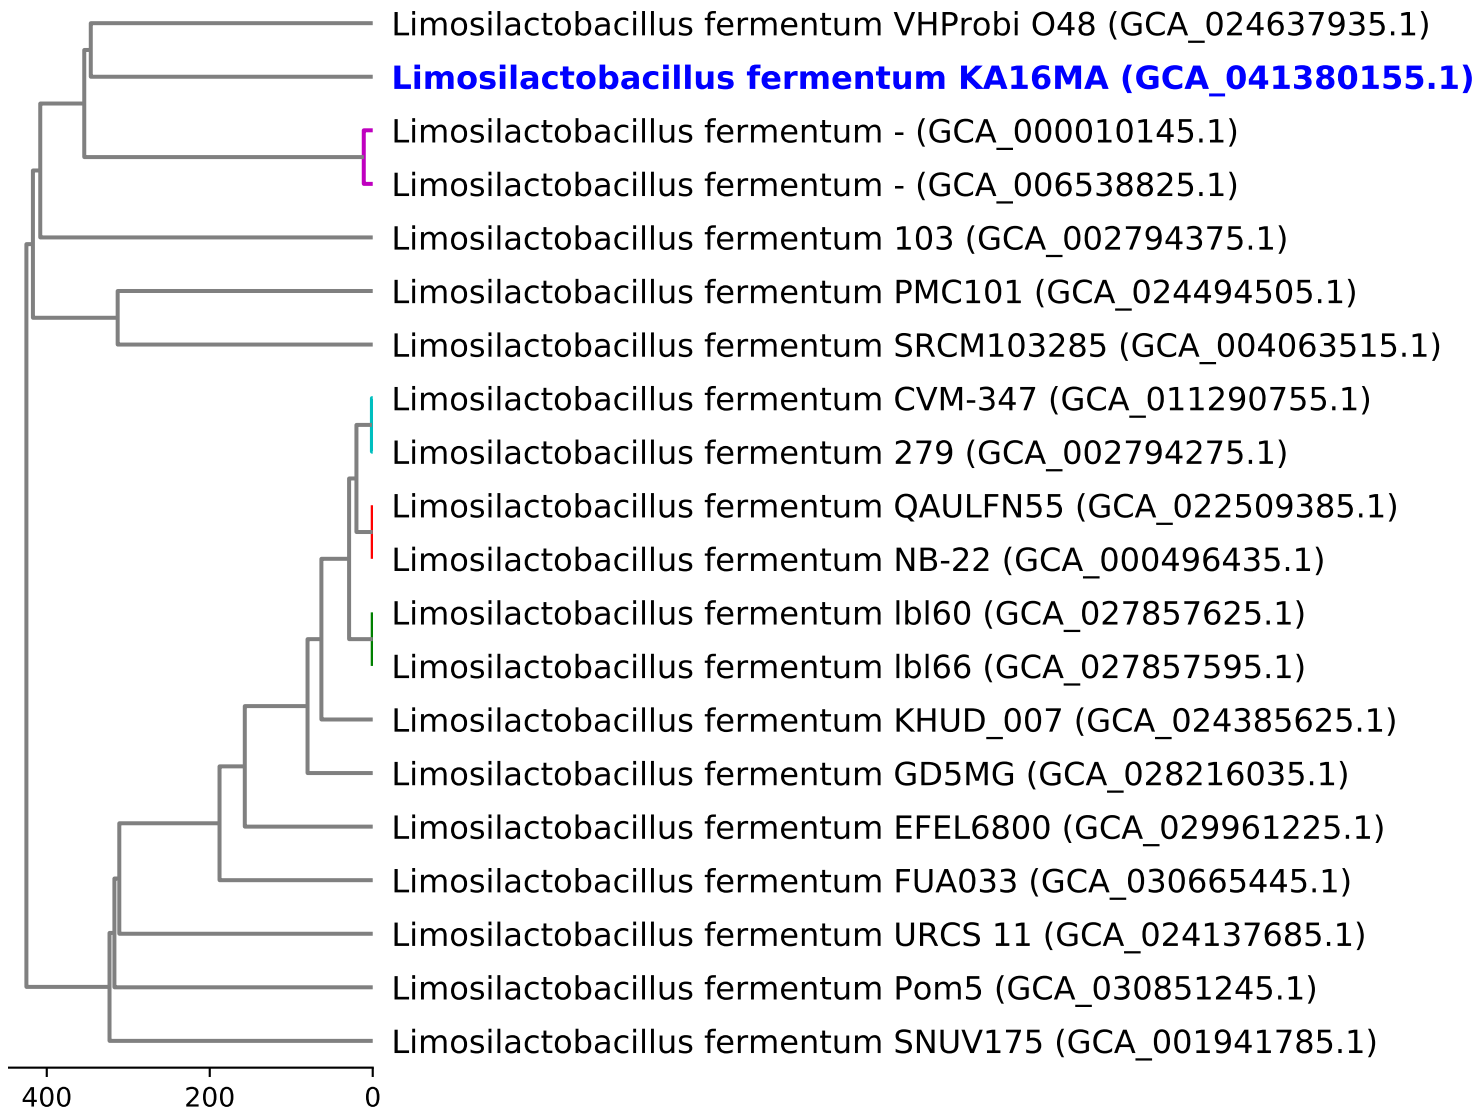 Limosilactobacillus fermentum VHProbi O48 (GCA_024637935.1)
Limosilactobacillus fermentum KA16MA (GCA_041380155.1)
Limosilactobacillus fermentum - (GCA_000010145.1)
Limosilactobacillus fermentum - (GCA_006538825.1)
Limosilactobacillus fermentum 103 (GCA_002794375.1)
Limosilactobacillus fermentum PMC101 (GCA_024494505.1)
Limosilactobacillus fermentum SRCM103285 (GCA_004063515.1)
Limosilactobacillus fermentum CVM-347 (GCA_011290755.1)
Limosilactobacillus fermentum 279 (GCA_002794275.1)
Limosilactobacillus fermentum QAULFN55 (GCA_022509385.1)
Limosilactobacillus fermentum NB-22 (GCA_000496435.1)
Limosilactobacillus fermentum lbl60 (GCA_027857625.1)
Limosilactobacillus fermentum lbl66 (GCA_027857595.1)
Limosilactobacillus fermentum KHUD_007 (GCA_024385625.1)
Limosilactobacillus fermentum GD5MG (GCA_028216035.1)
Limosilactobacillus fermentum EFEL6800 (GCA_029961225.1)
Limosilactobacillus fermentum FUA033 (GCA_030665445.1)
Limosilactobacillus fermentum URCS 11 (GCA_024137685.1)
Limosilactobacillus fermentum Pom5 (GCA_030851245.1)
Limosilactobacillus fermentum SNUV175 (GCA_001941785.1)
400 200 0